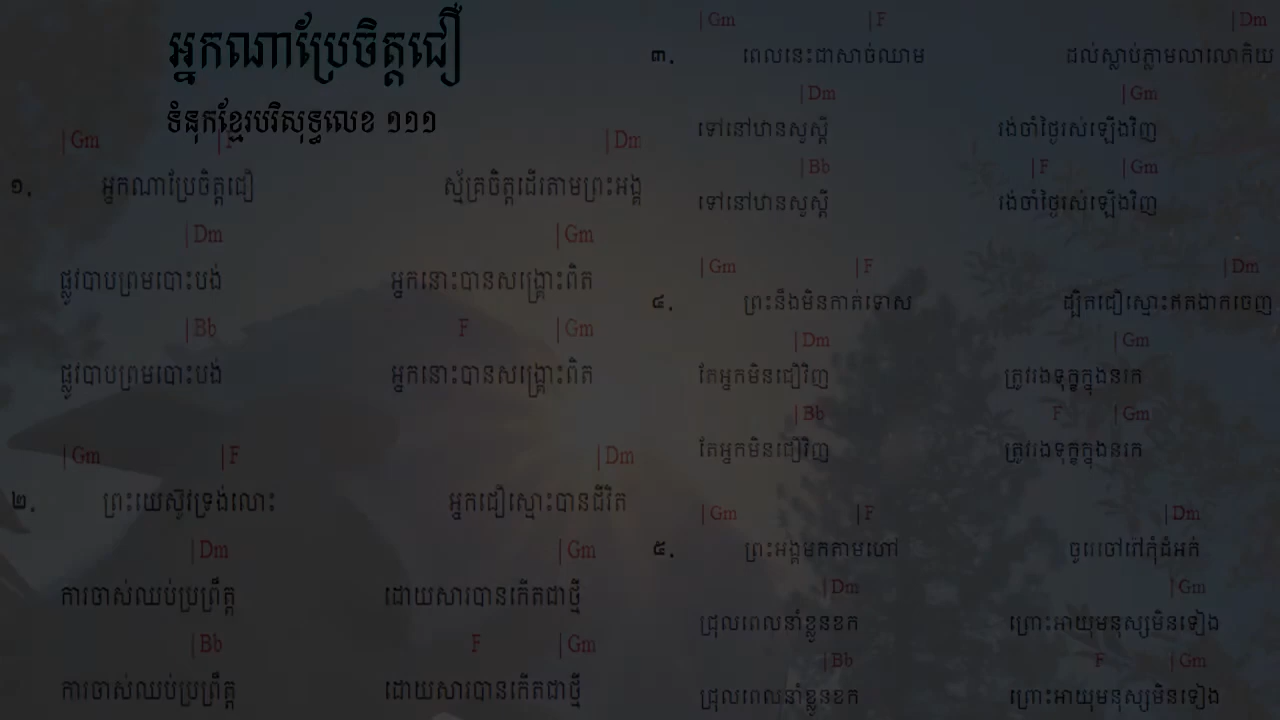 អ្នកណាប្រែចិត្តជឿ
ទំនុកខ្មែរបរិសុទ្ធលេខ ១១១
|Gm |F |Dm
១. អ្នកណាប្រែចិត្តជឿ ស្ម័គ្រចិត្តដើរតាមព្រះអង្គ
|Dm |Gm
ផ្លូវបាបព្រមបោះបង់ អ្នកនោះបានសង្គ្រោះពិត
|Bb F |Gm
ផ្លូវបាបព្រមបោះបង់ អ្នកនោះបានសង្គ្រោះពិត
|Gm |F |Dm
២. ព្រះយេស៊ូវទ្រង់លោះ អ្នកជឿស្មោះបានជីវិត
|Dm |Gm
ការចាស់ឈប់ប្រព្រឹត្ត ដោយសារបានកើតជាថ្មី
|Bb F |Gm
ការចាស់ឈប់ប្រព្រឹត្ត ដោយសារបានកើតជាថ្មី
|Gm |F |Dm
៣. ពេលនេះជាសាច់ឈាម ដល់ស្លាប់ភ្លាមលាលោកិយ
|Dm |Gm
ទៅនៅឋានសួស្តី រង់ចាំថ្ងៃរស់ឡើងវិញ
|Bb |F |Gm
ទៅនៅឋានសួស្តី រង់ចាំថ្ងៃរស់ឡើងវិញ
|Gm |F |Dm
៤. ព្រះនឹងមិនកាត់ទោស ដ្បិតជឿស្មោះឥតងាកចេញ
|Dm |Gm
តែអ្នកមិនជឿវិញ ត្រូវរងទុក្ខក្នុងនរក
|Bb F |Gm
តែអ្នកមិនជឿវិញ ត្រូវរងទុក្ខក្នុងនរក
|Gm |F |Dm
៥. ព្រះអង្គមកតាមហៅ ចូរេចៅកៅកុំដំអក់
|Dm |Gm
ជ្រុលពេលនាំខ្លួនខក ព្រោះអាយុមនុស្សមិនទៀង
|Bb F |Gm
ជ្រុលពេលនាំខ្លួនខក ព្រោះអាយុមនុស្សមិនទៀង